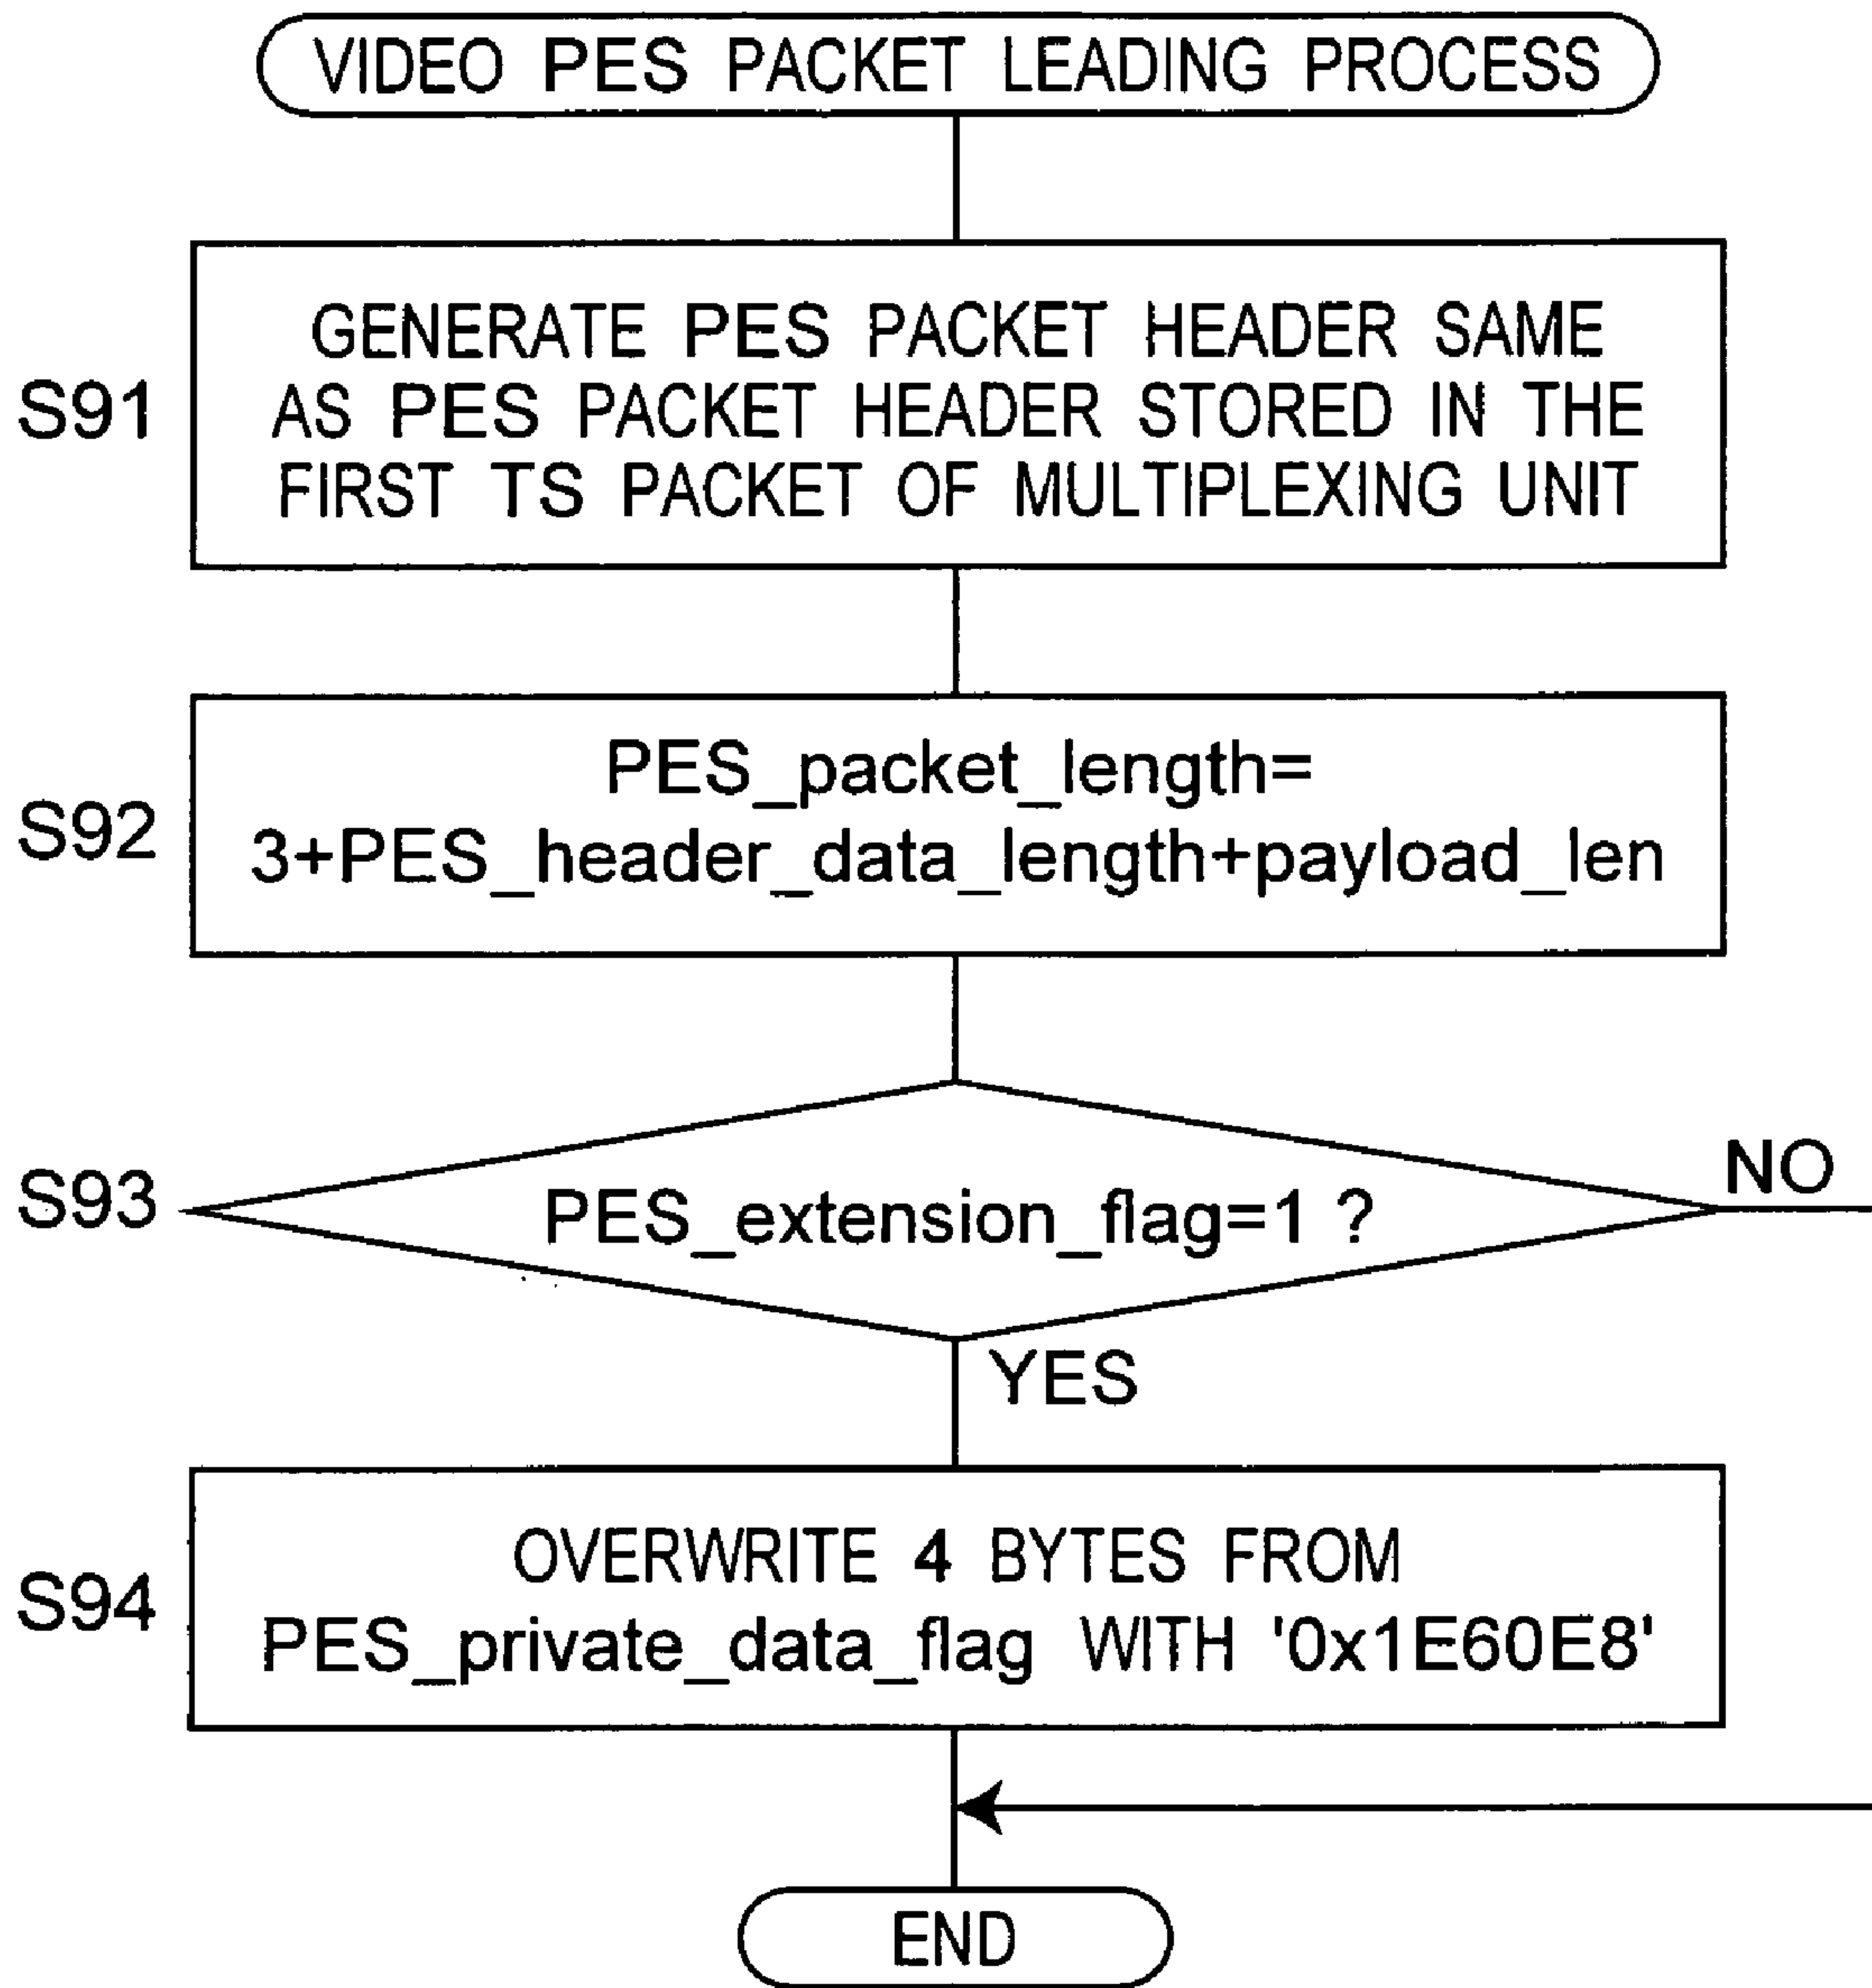 VIDEO PES PACKET LEADING PROCESS
S91
GENERATE PES PACKET HEADER SAME
AS PES PACKET HEADER STORED IN THE
FIRST TS PACKET OF MULTIPLEXING UNIT
S92
PES_packet_length=
3+PES_header_data_length+payload_len
S93
PES_extension_flag=1 ?
NO
YES
S94
OVERWRITE 4 BYTES FROM
PES_private_data_flag WITH '0x1E60E8'
END